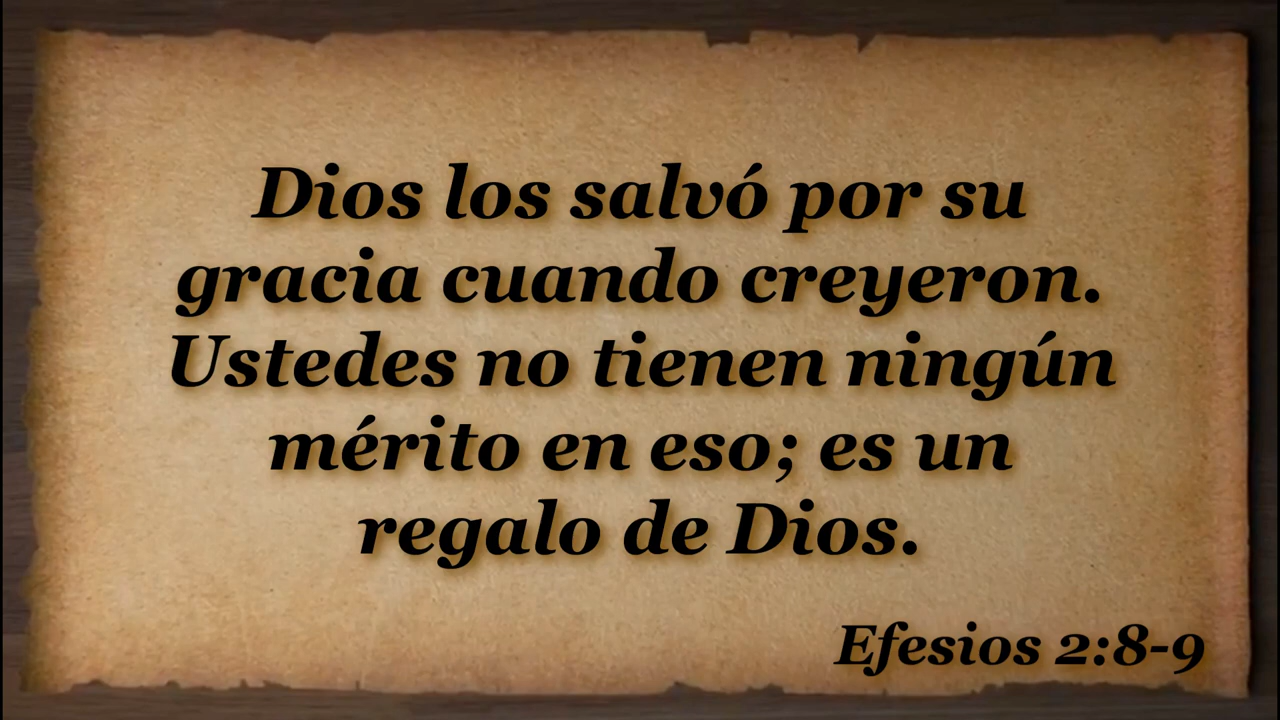 Dios los salvó por su
gracia cuando creyeron.
Ustedes no tienen ningún
mérito en eso; es un
regalo de Dios.
Efesios 2:8-9